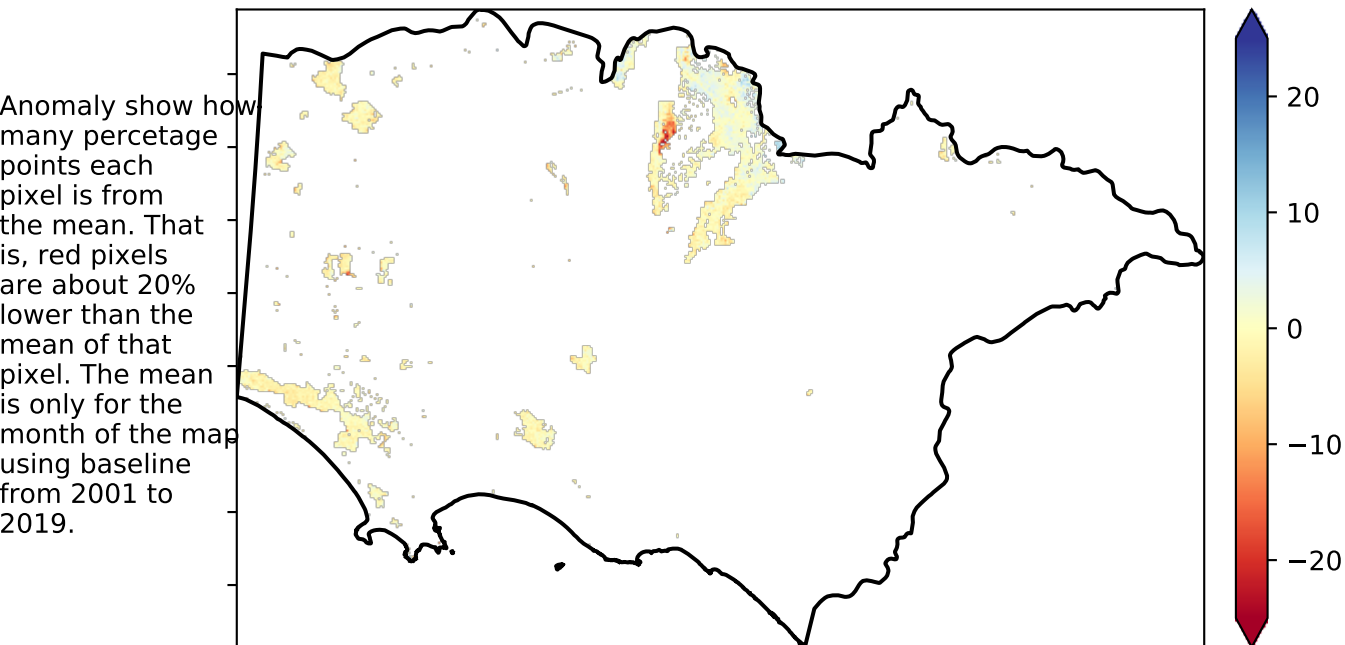 Anomaly show how
many percetage
points each
pixel is from
the mean. That
is, red pixels
are about 20%
lower than the
mean of that
pixel. The mean
is only for the
month of the map
using baseline
from 2001 to
2019.
20
10
0
−10
−20